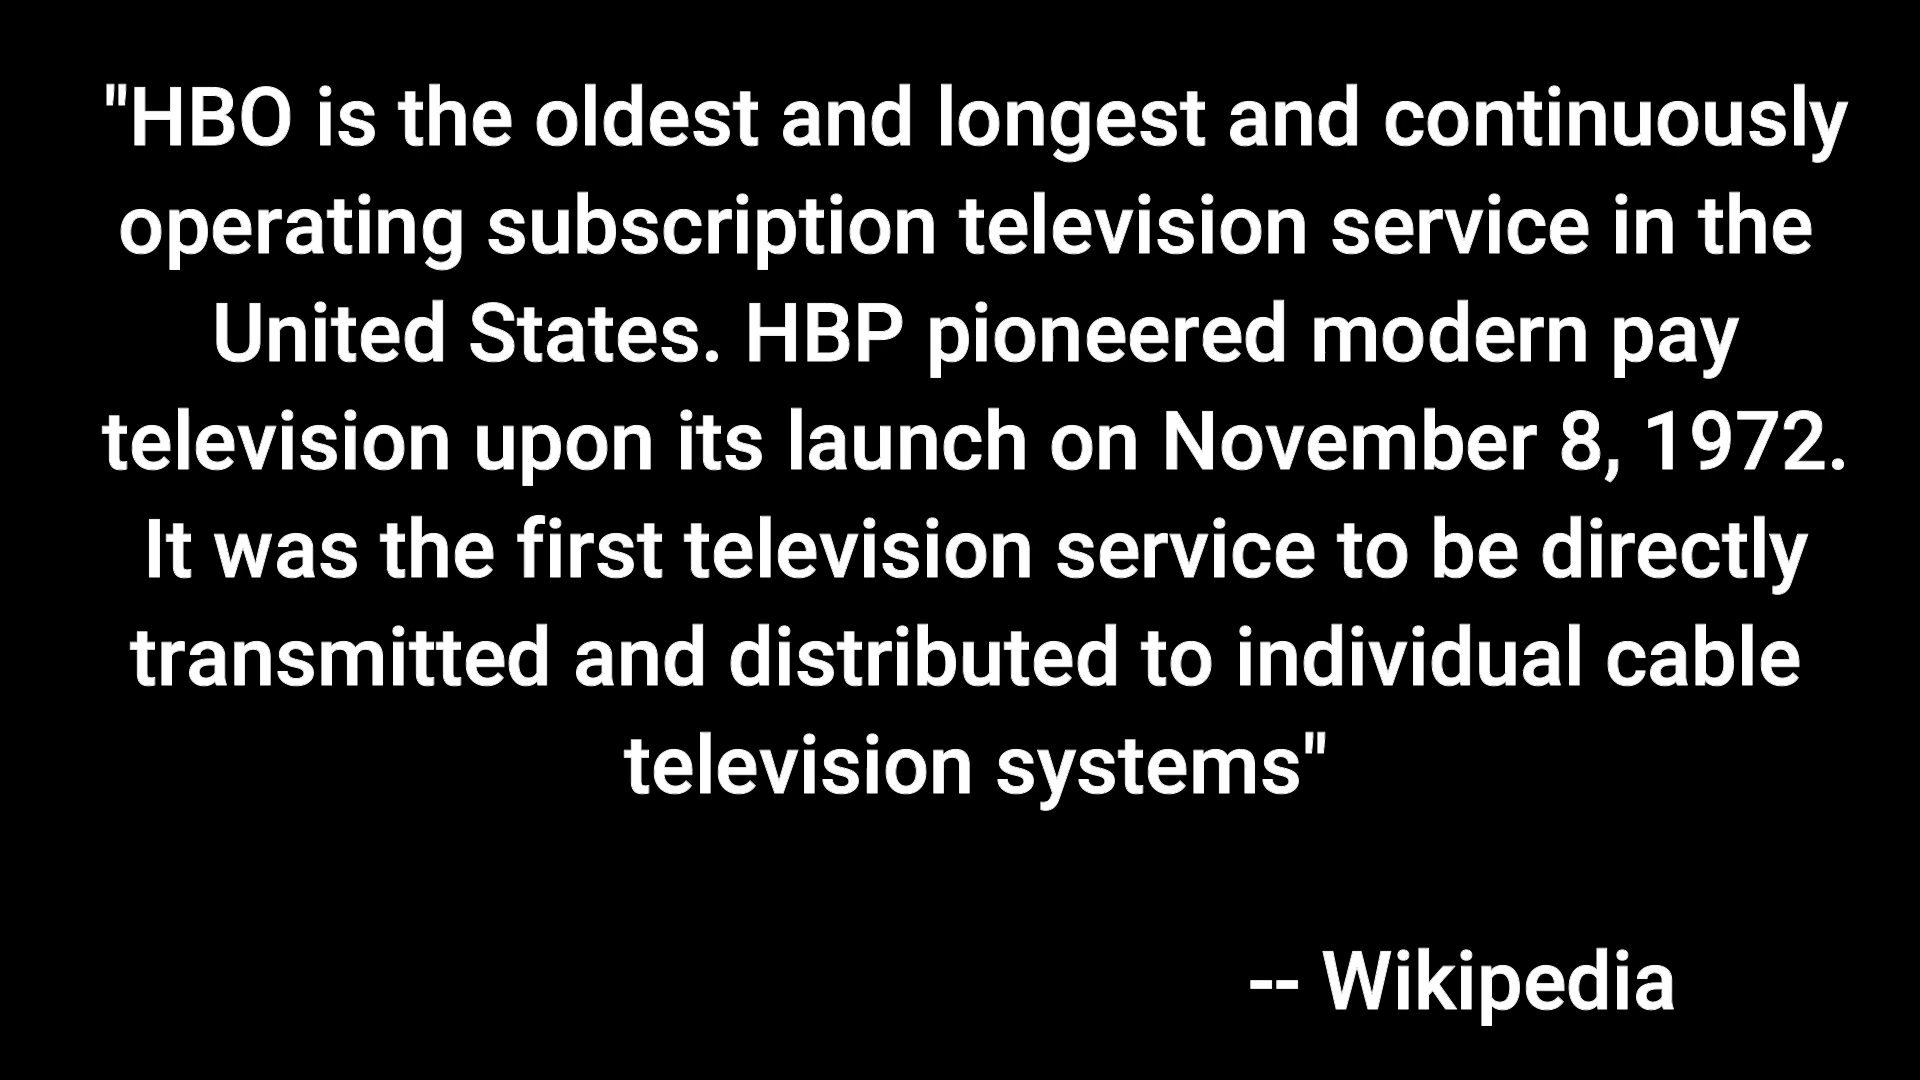 "HBO is the oldest and longest and continuously
operating subscription television service in the
United States. HBP pioneered modern pay
television upon its launch on November 8, 1972.
It was the first television service to be directly
transmitted and distributed to individual cable
television systems"
-- Wikipedia